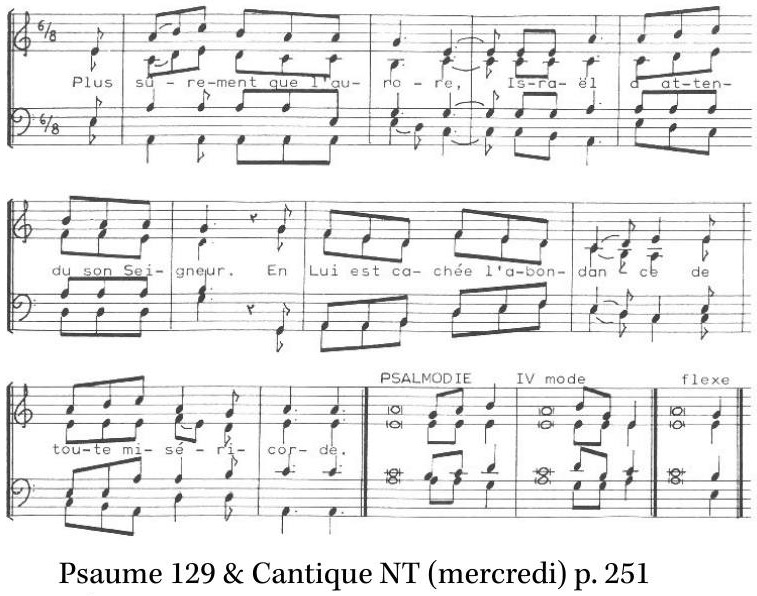 6/8
Plus sû - re-ment que l'au- ro - re, Is-ra-ël d'at-ten-
6/8
du son Sei- gneur. En Lui est ca-chée l'a-bon- dan - ce de
PSALMODIE IV mode flexe
tou-te mi-sé-ri- cor-de.
Psaume 129 & Cantique NT (mercredi) p. 251